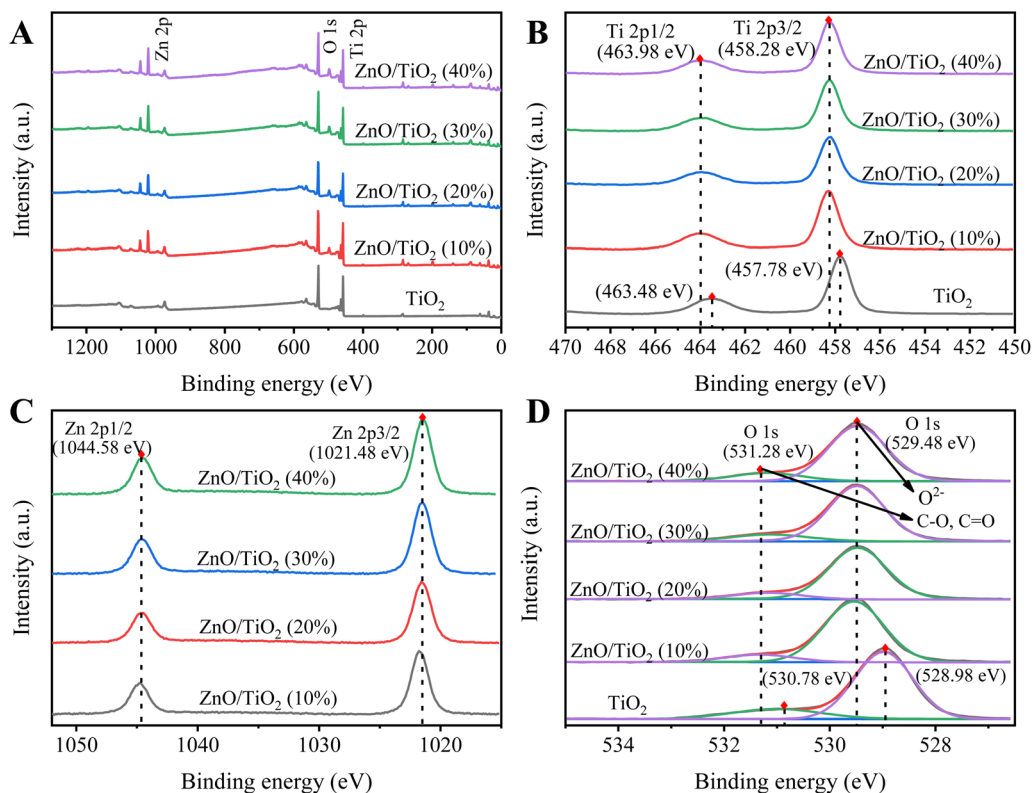 A
Zn 2p
O 1s
Ti 2p
ZnO/TiO₂ (40%)
ZnO/TiO₂ (30%)
ZnO/TiO₂ (20%)
ZnO/TiO₂ (10%)
TiO₂
Intensity (a.u.)
1200 1000 800 600 400 200 0
Binding energy (eV)
B
Ti 2p1/2
(463.98 eV)
Ti 2p3/2
(458.28 eV)
ZnO/TiO₂ (40%)
ZnO/TiO₂ (30%)
ZnO/TiO₂ (20%)
ZnO/TiO₂ (10%)
(457.78 eV)
(463.48 eV)
TiO₂
Intensity (a.u.)
470 468 466 464 462 460 458 456 454 452 450
Binding energy (eV)
C
Zn 2p1/2
(1044.58 eV)
Zn 2p3/2
(1021.48 eV)
ZnO/TiO₂ (40%)
ZnO/TiO₂ (30%)
ZnO/TiO₂ (20%)
ZnO/TiO₂ (10%)
Intensity (a.u.)
1050 1040 1030 1020
Binding energy (eV)
D
O 1s
(531.28 eV)
O 1s
(529.48 eV)
ZnO/TiO₂ (40%)
O²⁻
C-O, C=O
ZnO/TiO₂ (30%)
ZnO/TiO₂ (20%)
ZnO/TiO₂ (10%)
(530.78 eV)
(528.98 eV)
TiO₂
Intensity (a.u.)
534 532 530 528
Binding energy (eV)